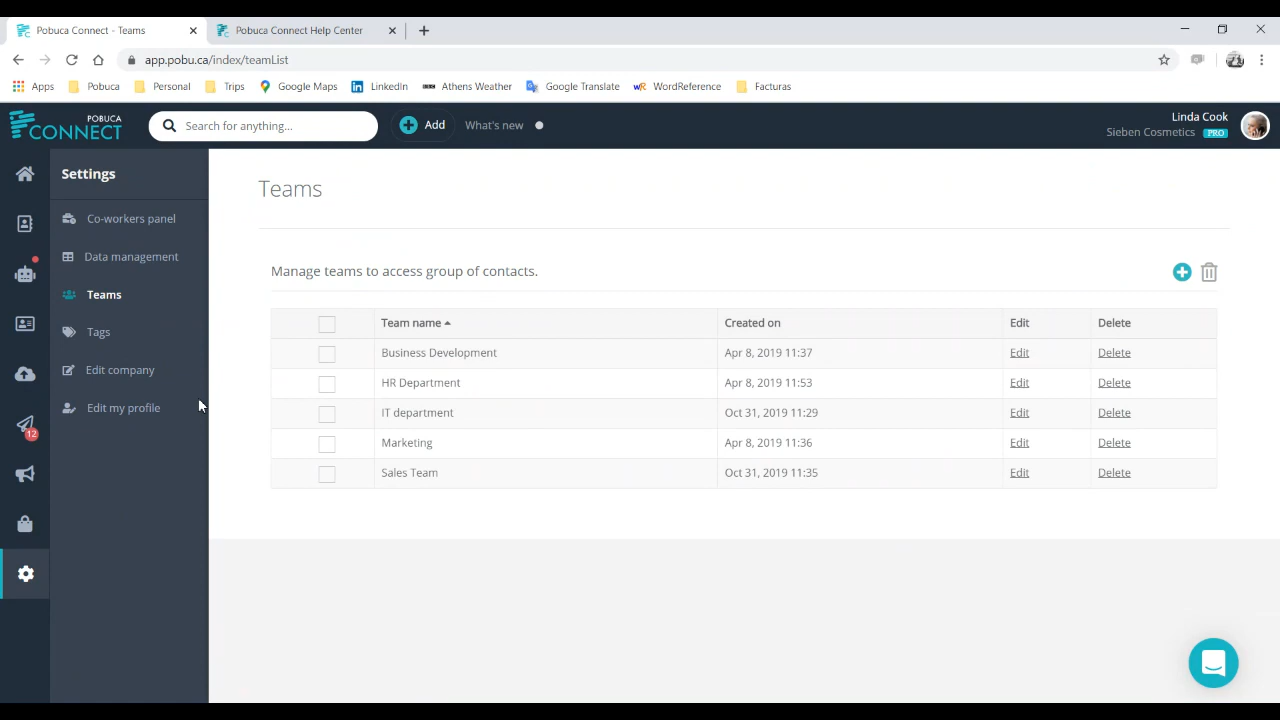 Pobuca Connect - Teams
Pobuca Connect Help Center
app.pobu.ca/index/teamList
Apps Pobuca Personal Trips Google Maps LinkedIn Athens Weather Google Translate WordReference Facturas
POBUCA
CONNECT
Search for anything...
Add
What's new
Linda Cook
Sieben Cosmetics PRO
Settings
Co-workers panel
Data management
Teams
Tags
Edit company
Edit my profile
12
Teams
Manage teams to access group of contacts.
Team name Created on Edit Delete
Business Development Apr 8, 2019 11:37 Edit Delete
HR Department Apr 8, 2019 11:53 Edit Delete
IT department Oct 31, 2019 11:29 Edit Delete
Marketing Apr 8, 2019 11:36 Edit Delete
Sales Team Oct 31, 2019 11:35 Edit Delete